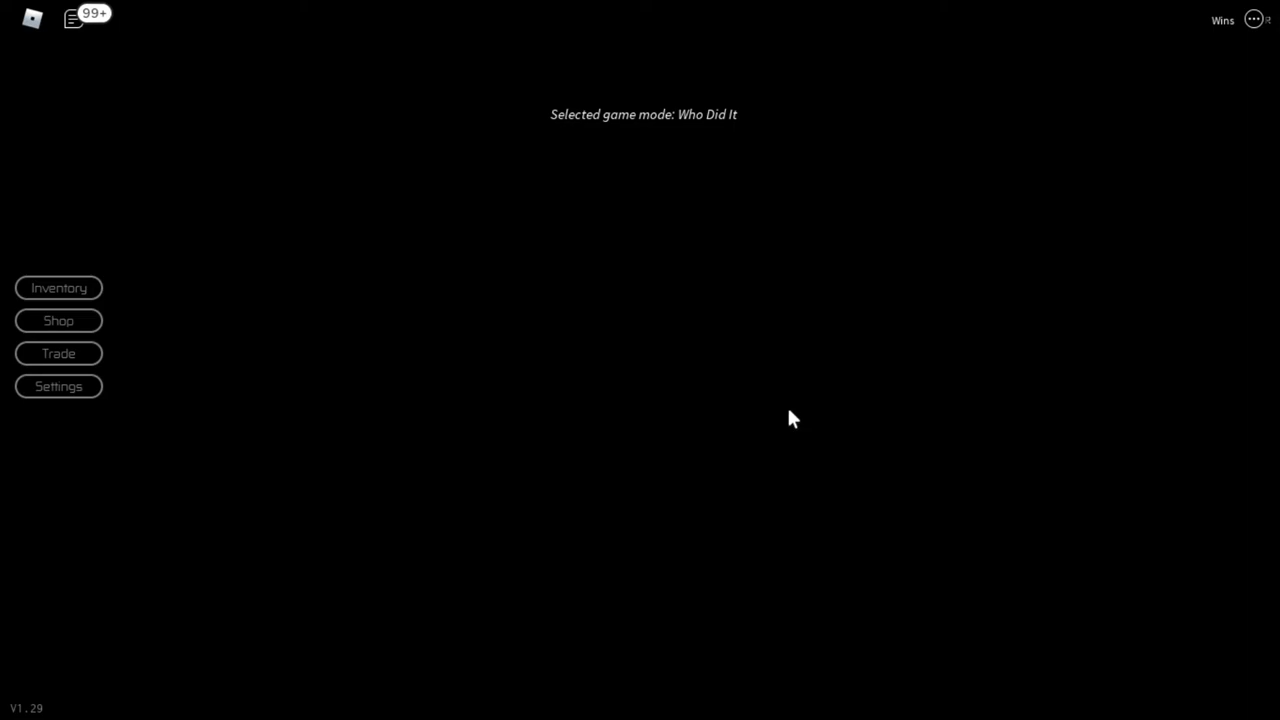 99+
Wins
Selected game mode: Who Did It
Inventory
Shop
Trade
Settings
V1.29